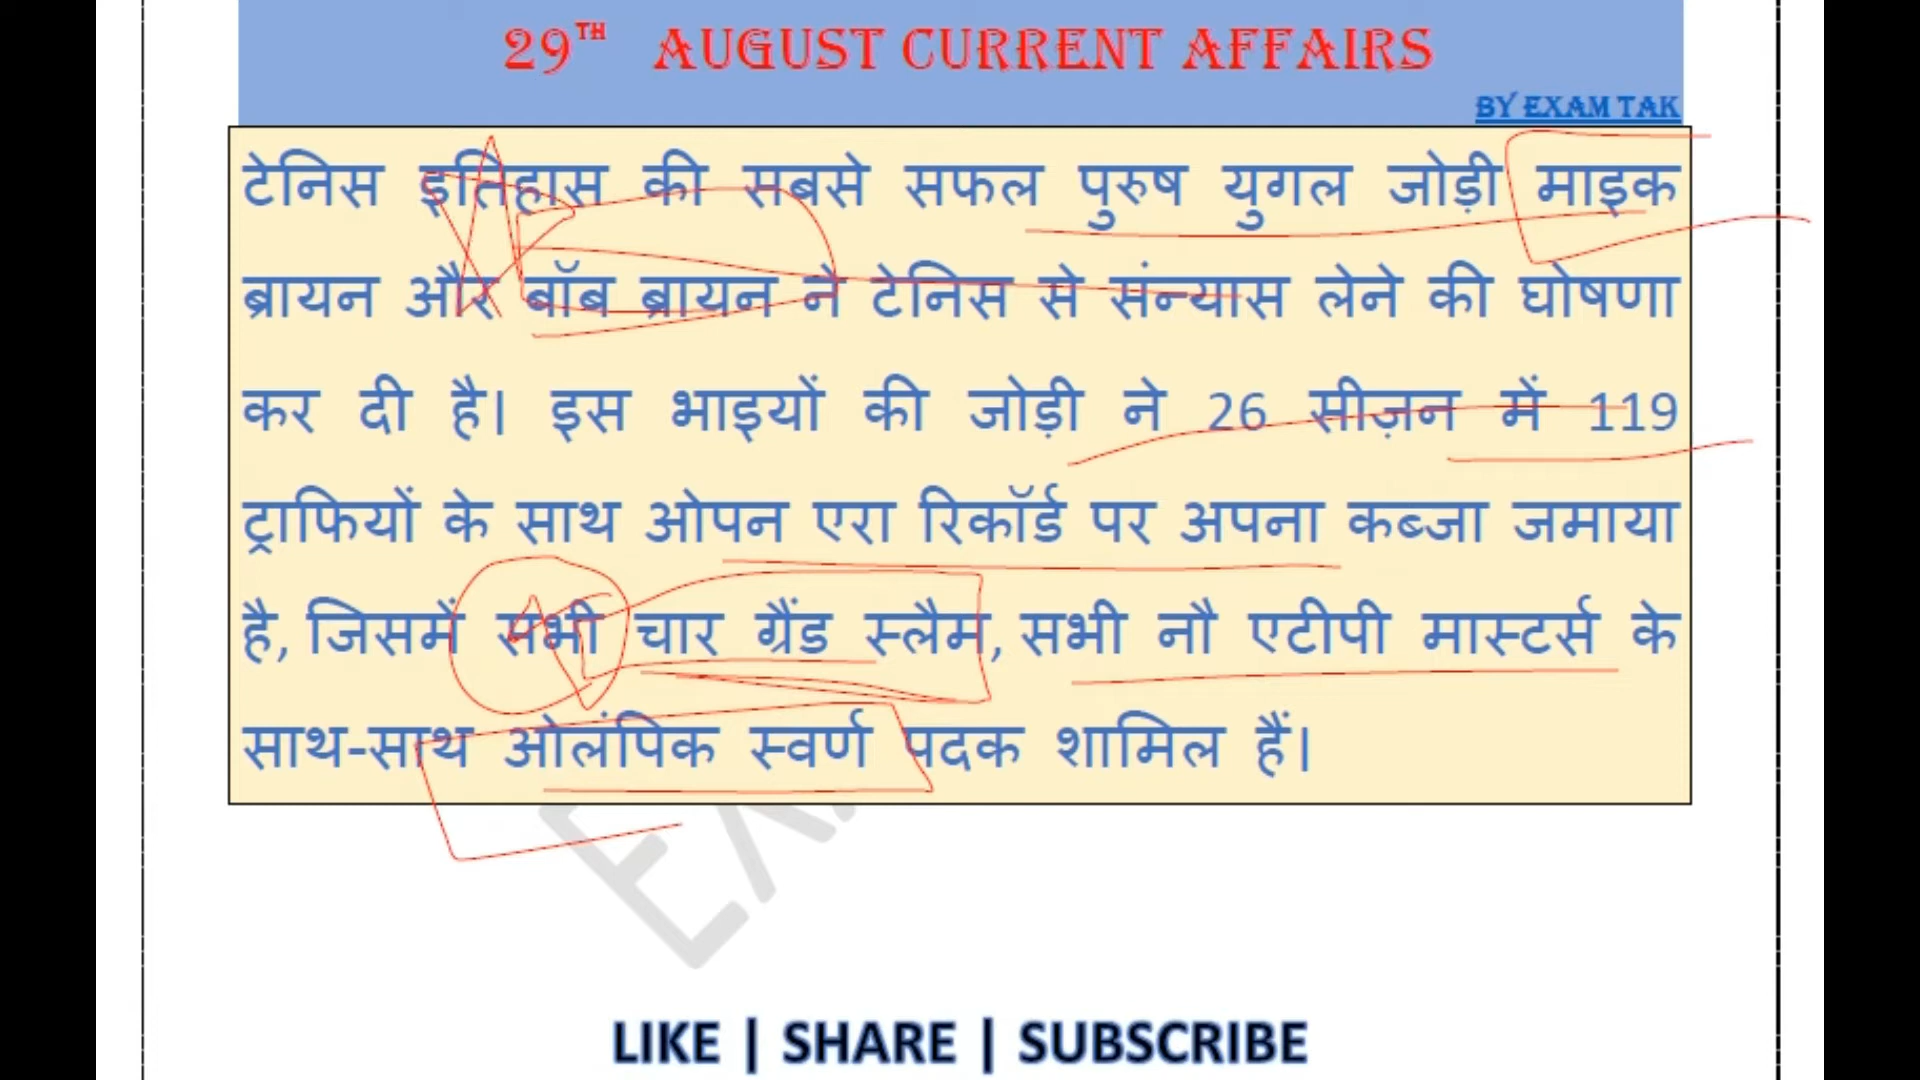 29TH AUGUST CURRENT AFFAIRS
BY EXAM TAK
टेनिस इतिहास की सबसे सफल पुरुष युगल जोड़ी माइक
ब्रायन और बॉब ब्रायन ने टेनिस से संन्यास लेने की घोषणा
कर दी है। इस भाइयों की जोड़ी ने 26 सीज़न में 119
ट्राफियों के साथ ओपन एरा रिकॉर्ड पर अपना कब्जा जमाया
है, जिसमें सभी चार ग्रैंड स्लैम, सभी नौ एटीपी मास्टर्स के
साथ-साथ ओलंपिक स्वर्ण पदक शामिल हैं।
LIKE | SHARE | SUBSCRIBE